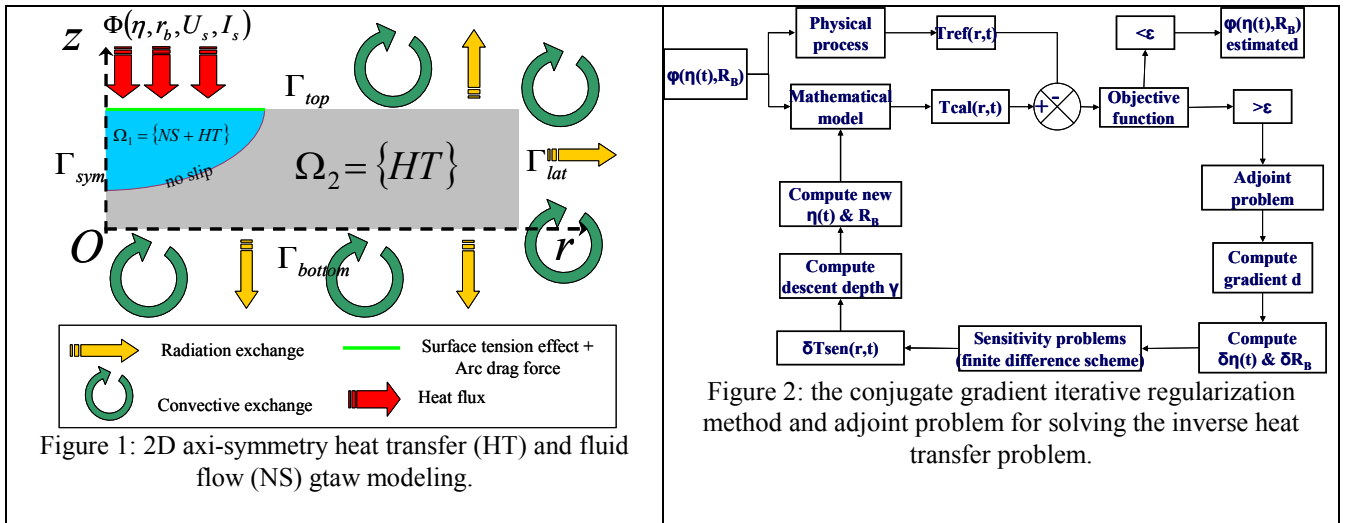 Φ(η, r_b, U_s, I_s)
z
Γ_top
Ω₁ = {NS + HT}
Γ_sym
no slip
Ω₂ = {HT}
Γ_lat
O
r
Γ_bottom
Radiation exchange
Surface tension effect +
Arc drag force
Convective exchange
Heat flux
Figure 1: 2D axi-symmetry heat transfer (HT) and fluid
flow (NS) gtaw modeling.
φ(η(t),R_B)
Physical
process
Tref(r,t)
<ε
φ(η(t),R_B)
estimated
Mathematical
model
Tcal(r,t)
+
-
Objective
function
>ε
Adjoint
problem
Compute
gradient d
Compute
δη(t) & δR_B
Sensitivity problems
(finite difference scheme)
δTsen(r,t)
Compute
descent depth γ
Compute new
η(t) & R_B
Figure 2: the conjugate gradient iterative regularization
method and adjoint problem for solving the inverse heat
transfer problem.